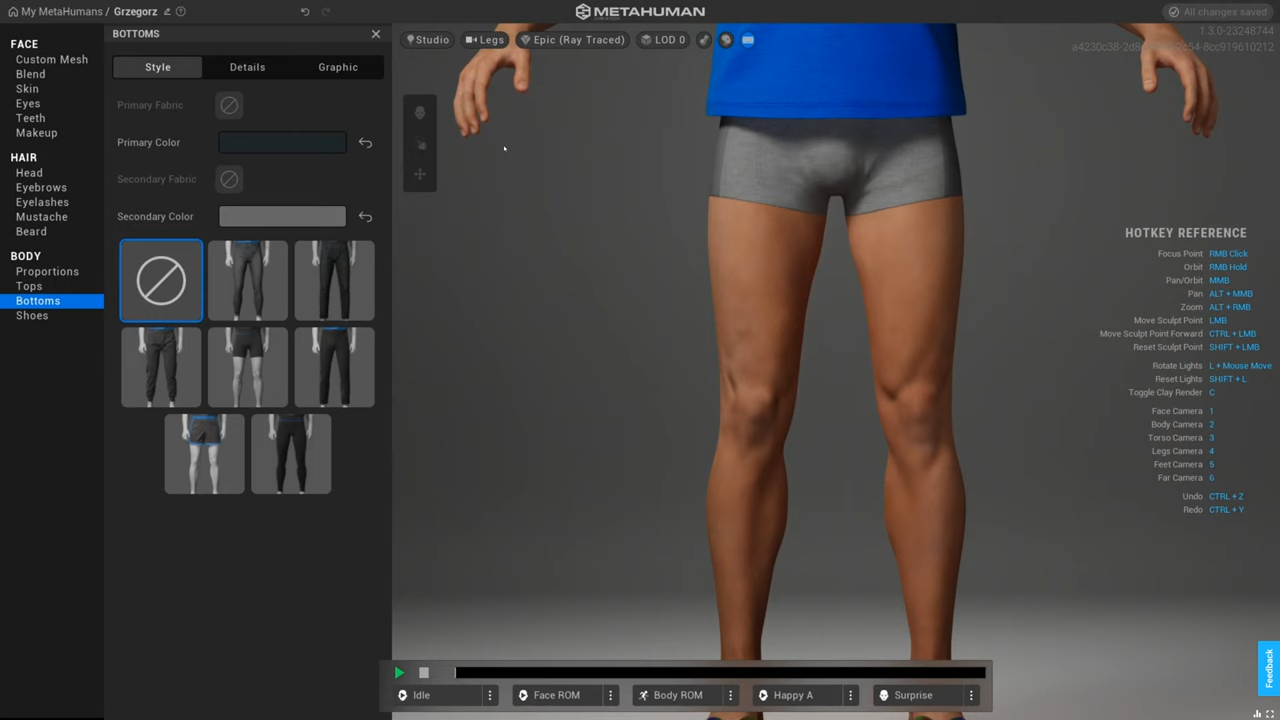 My MetaHumans / Grzegorz
METAHUMAN
All changes saved
1.3.0-23248744
FACE
Custom Mesh
Blend
Skin
Eyes
Teeth
Makeup
HAIR
Head
Eyebrows
Eyelashes
Mustache
Beard
BODY
Proportions
Tops
Bottoms
Shoes
BOTTOMS
Style
Details
Graphic
Primary Fabric
Primary Color
Secondary Fabric
Secondary Color
Studio
Legs
Epic (Ray Traced)
LOD 0
HOTKEY REFERENCE
Focus Point RMB Click
Orbit RMB Hold
Pan/Orbit MMB
Pan ALT + MMB
Zoom ALT + RMB
Move Sculpt Point LMB
Move Sculpt Point Forward CTRL + LMB
Reset Sculpt Point SHIFT + LMB
Rotate Lights L + Mouse Move
Reset Lights SHIFT + L
Toggle Clay Render C
Face Camera 1
Body Camera 2
Torso Camera 3
Legs Camera 4
Feet Camera 5
Far Camera 6
Undo CTRL + Z
Redo CTRL + Y
Feedback
Idle
Face ROM
Body ROM
Happy A
Surprise